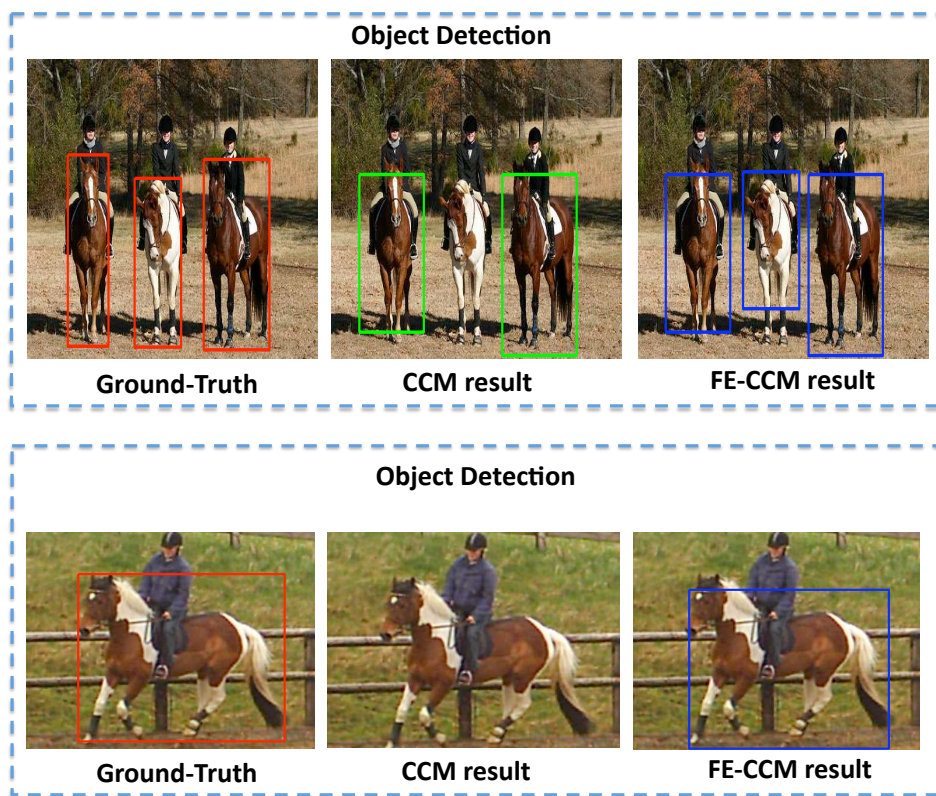 Object Detection
Ground-Truth
CCM result
FE-CCM result
Object Detection
Ground-Truth
CCM result
FE-CCM result